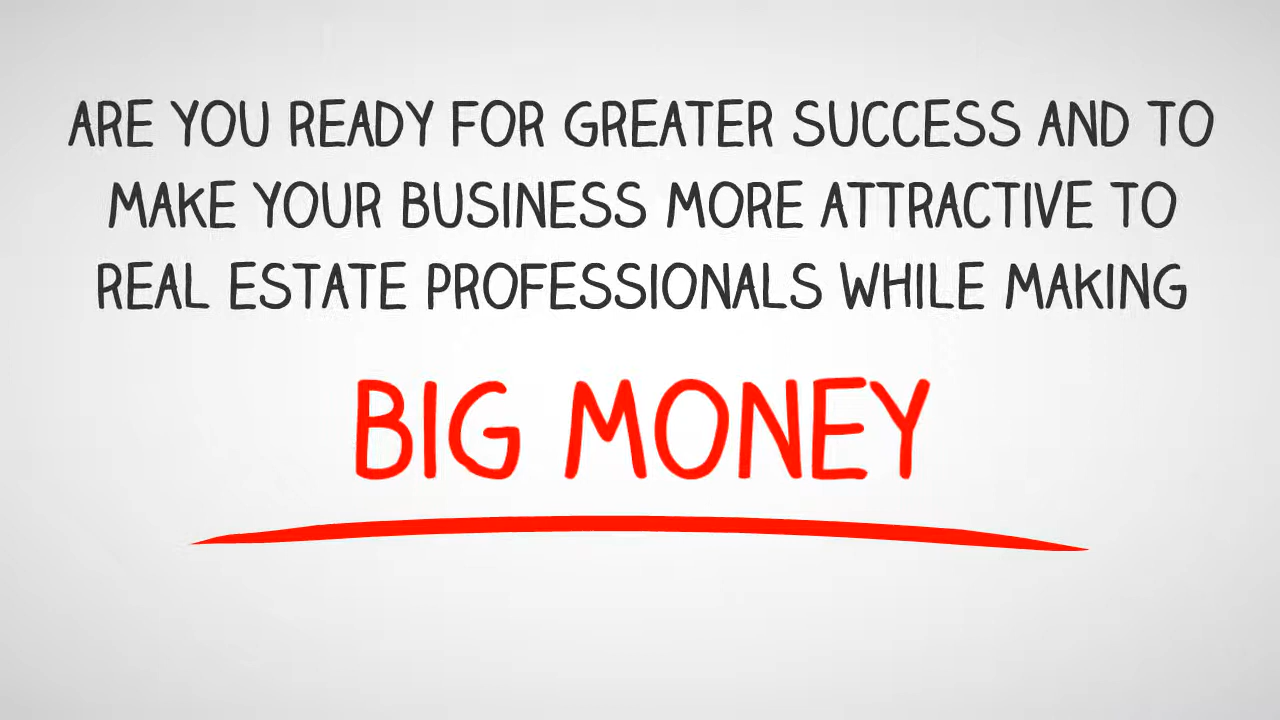 ARE YOU READY FOR GREATER SUCCESS AND TO
MAKE YOUR BUSINESS MORE ATTRACTIVE TO
REAL ESTATE PROFESSIONALS WHILE MAKING
BIG MONEY